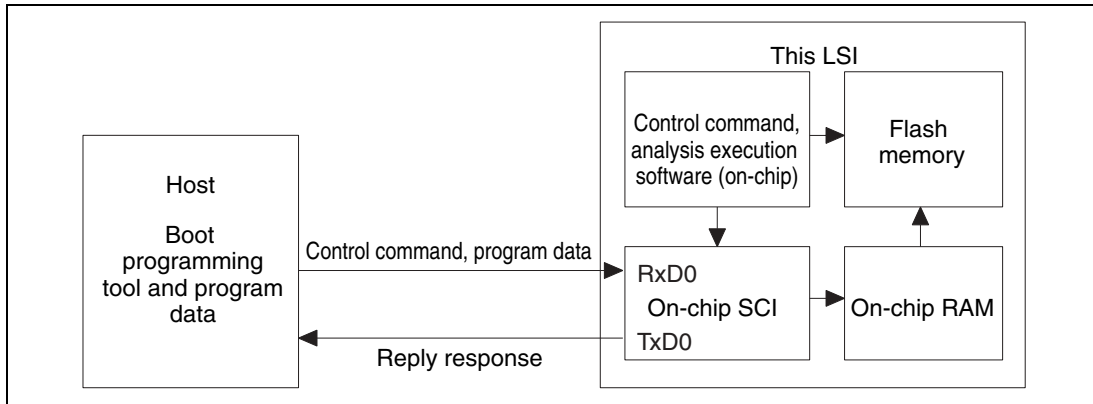 This LSI
Host
Boot
programming
tool and program
data
Control command, program data
Reply response
Control command,
analysis execution
software (on-chip)
Flash
memory
RxD0
On-chip SCI
TxD0
On-chip RAM